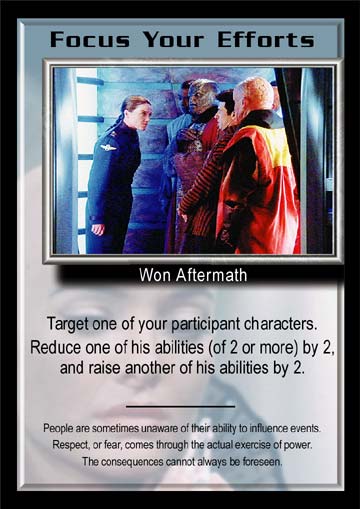 Focus Your Efforts
Won Aftermath
Target one of your participant characters.
Reduce one of his abilities (of 2 or more) by 2,
and raise another of his abilities by 2.
People are sometimes unaware of their ability to influence events.
Respect, or fear, comes through the actual exercise of power.
The consequences cannot always be foreseen.